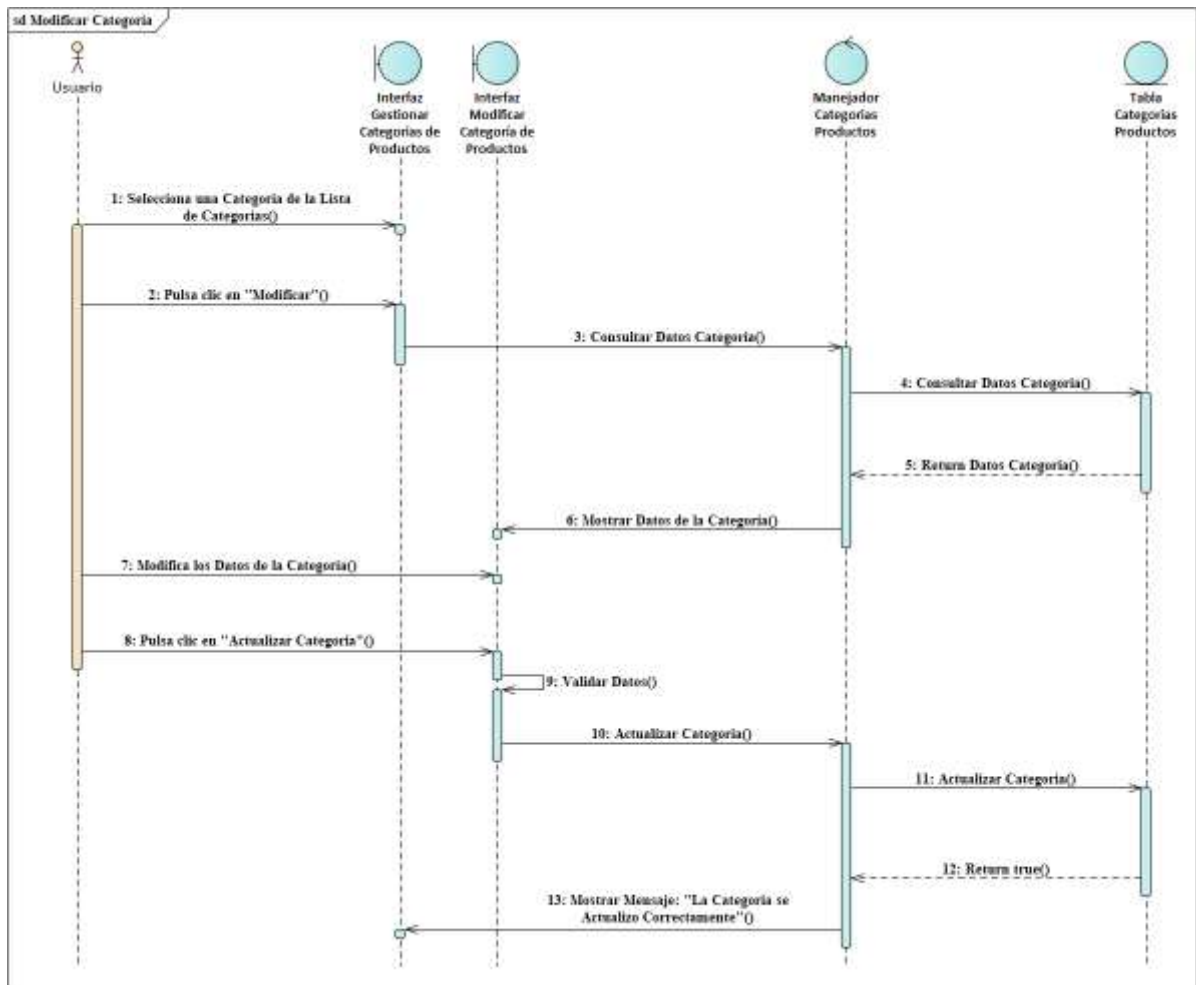 sd Modificar Categoria
Usuario
Interfaz
Gestionar
Categorías de
Productos
Interfaz
Modificar
Categoría de
Productos
Manejador
Categorías
Productos
Tabla
Categorías
Productos
1: Selecciona una Categoria de la Lista
de Categorias()
2: Pulsa clic en "Modificar"()
3: Consultar Datos Categoria()
4: Consultar Datos Categoria()
5: Return Datos Categoria()
6: Mostrar Datos de la Categoria()
7: Modifica los Datos de la Categoria()
8: Pulsa clic en "Actualizar Categoria"()
9: Validar Datos()
10: Actualizar Categoria()
11: Actualizar Categoria()
12: Return true()
13: Mostrar Mensaje: "La Categoria se
Actualizo Correctamente"()